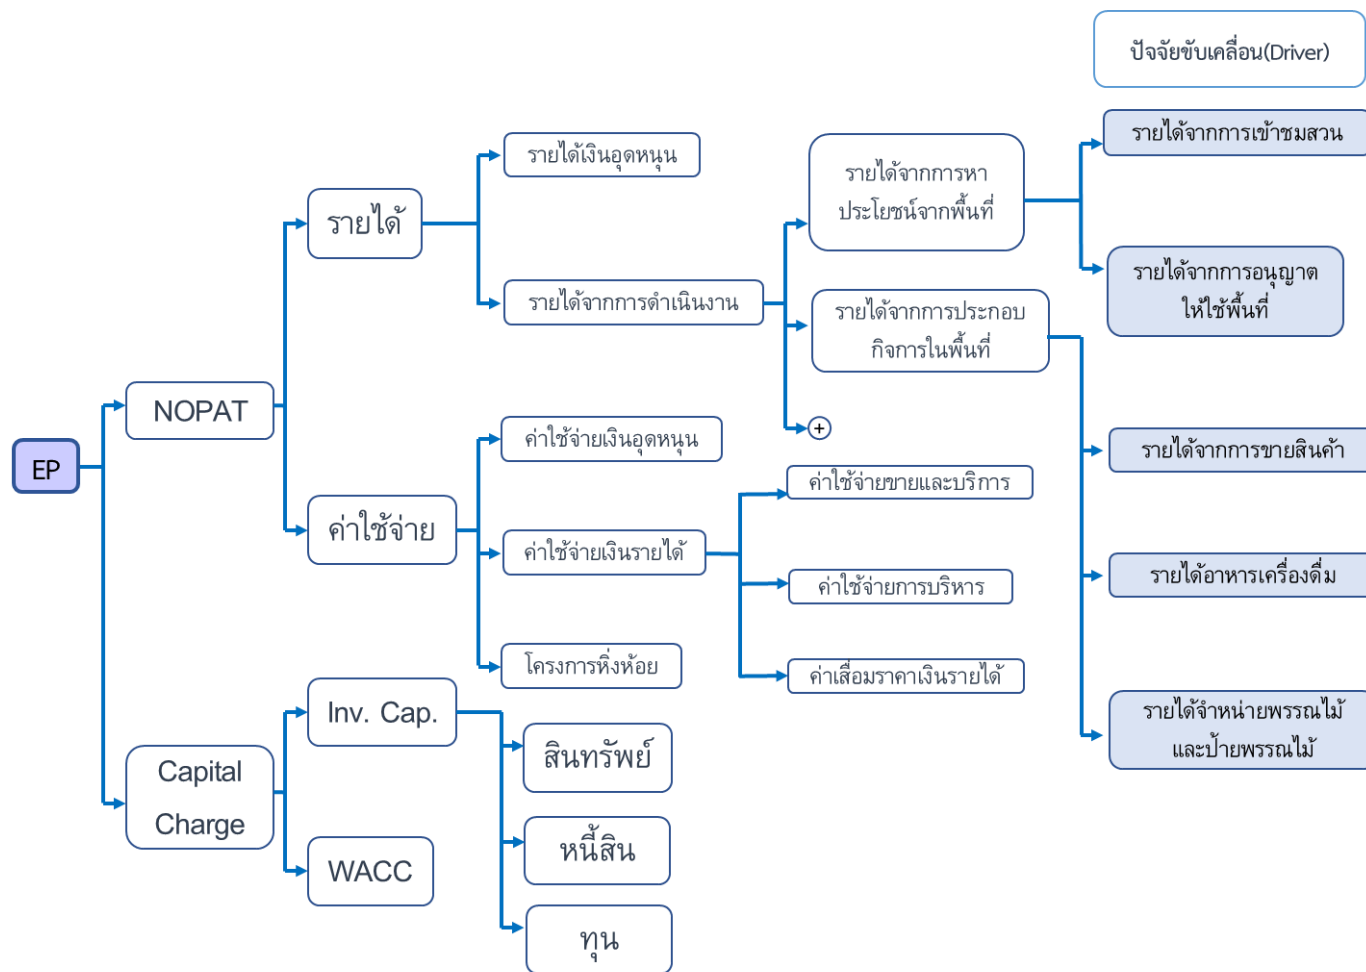 ปัจจัยขับเคลื่อน(Driver)
รายได้จากการเข้าชมสวน
รายได้เงินอุดหนุน
รายได้จากการหา
ประโยชน์จากพื้นที่
รายได้
รายได้จากการอนุญาต
ให้ใช้พื้นที่
รายได้จากการดำเนินงาน
รายได้จากการประกอบ
กิจการในพื้นที่
NOPAT
+
ค่าใช้จ่ายเงินอุดหนุน
รายได้จากการขายสินค้า
EP
ค่าใช้จ่ายขายและบริการ
ค่าใช้จ่าย
ค่าใช้จ่ายเงินรายได้
รายได้อาหารเครื่องดื่ม
ค่าใช้จ่ายการบริหาร
โครงการหิ่งห้อย
ค่าเสื่อมราคาเงินรายได้
Inv. Cap.
รายได้จำหน่ายพรรณไม้
และป้ายพรรณไม้
สินทรัพย์
Capital
Charge
หนี้สิน
WACC
ทุน